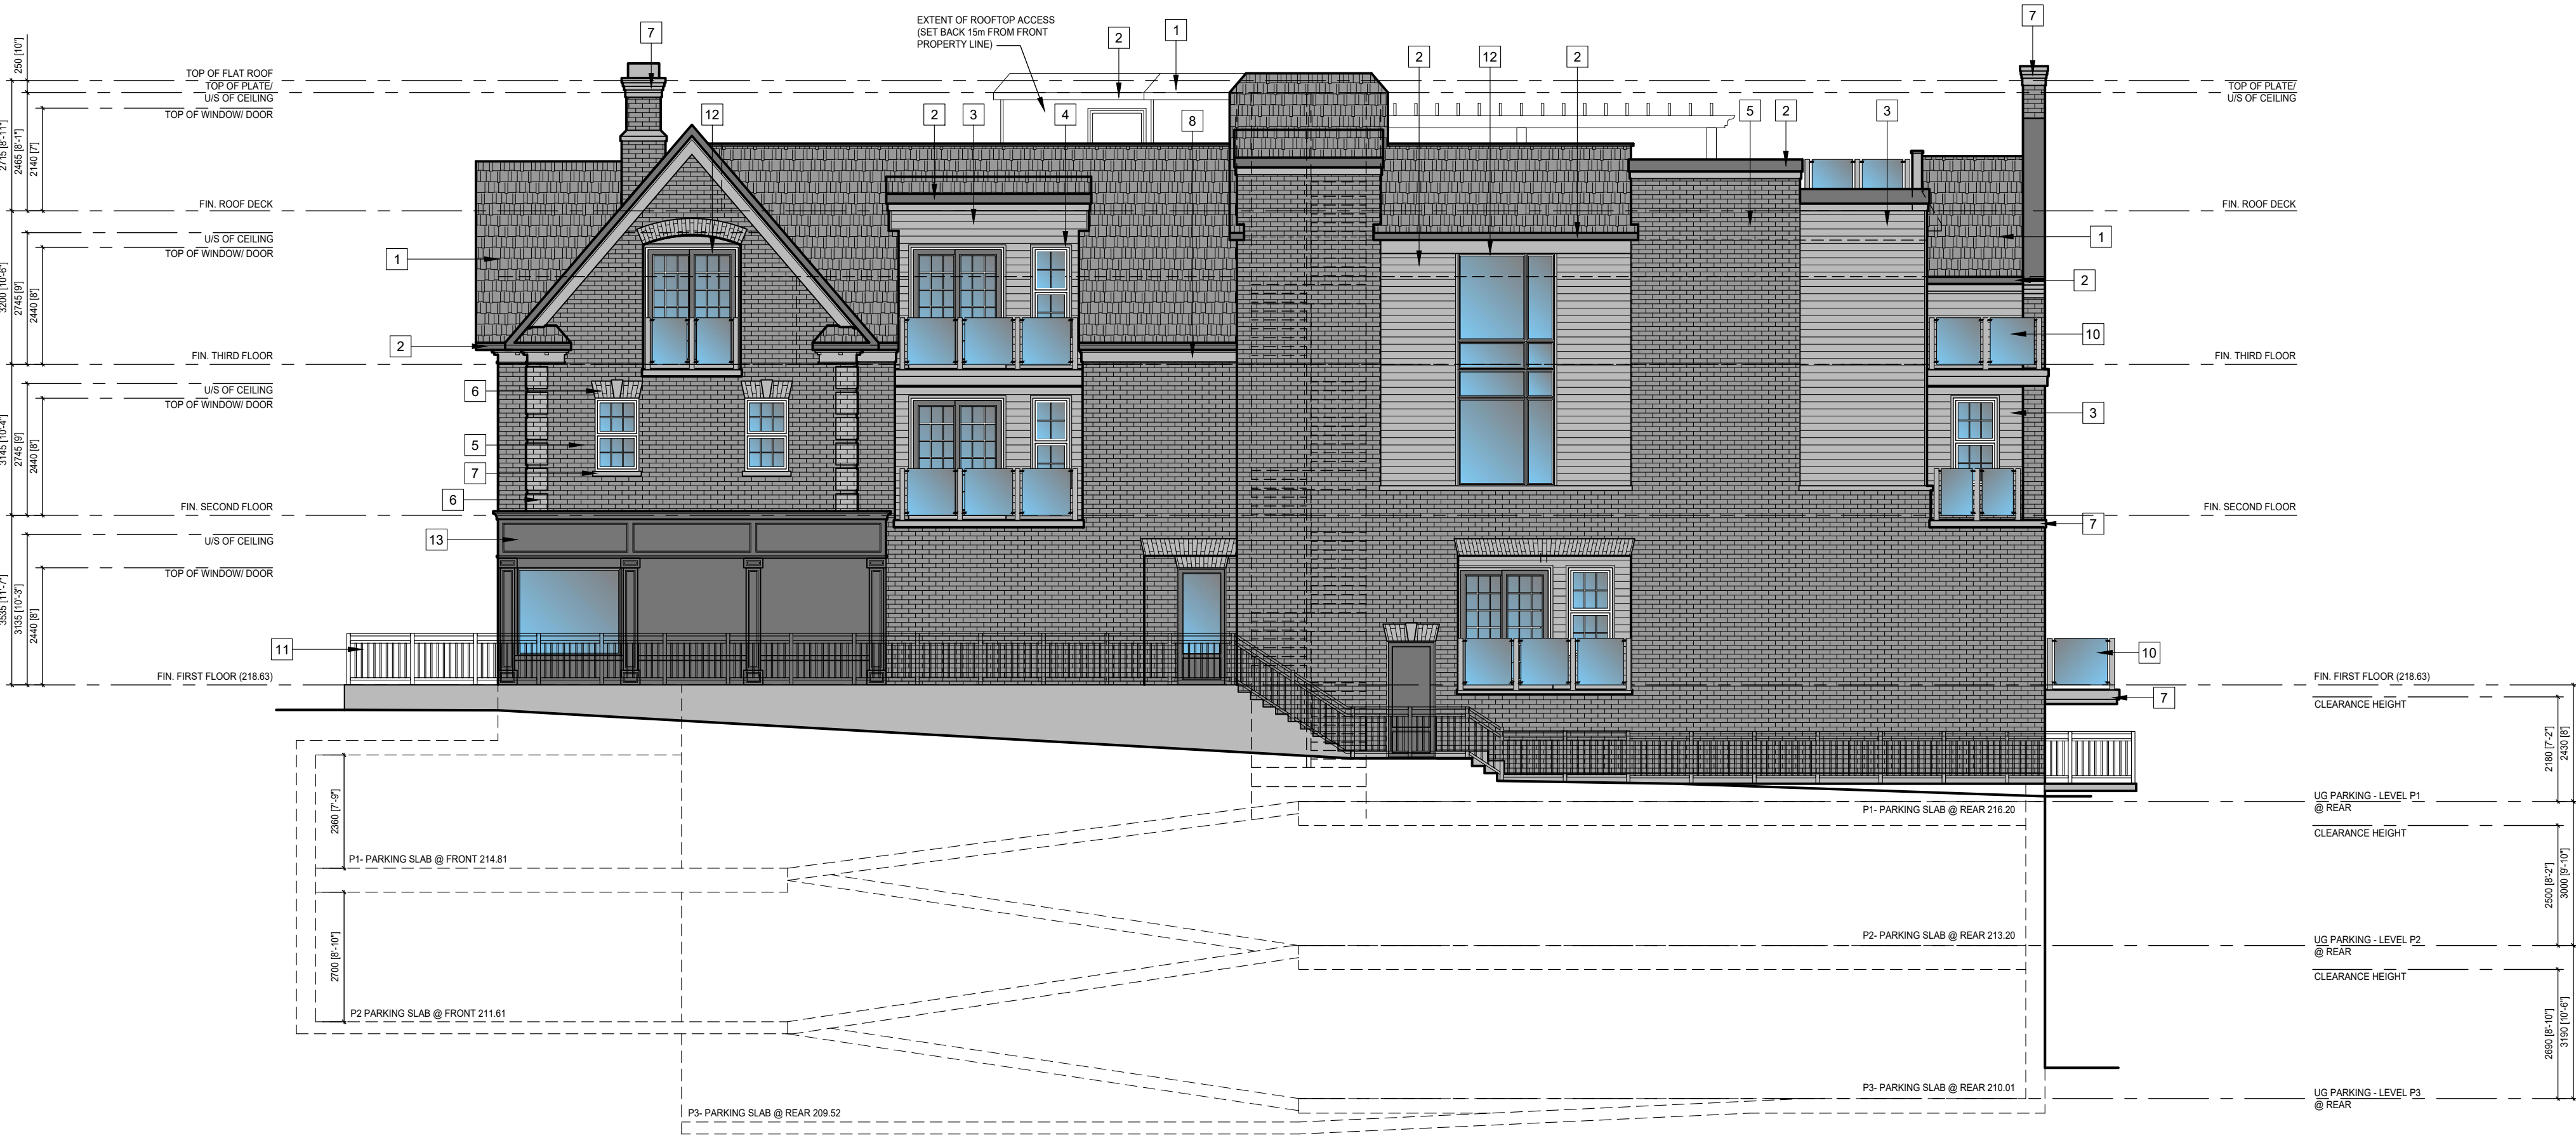 EXTENT OF ROOFTOP ACCESS
(SET BACK 15m FROM FRONT
PROPERTY LINE)
7
2
1
2
12
2
7
250 [10"]
TOP OF FLAT ROOF
TOP OF PLATE/
U/S OF CEILING
TOP OF WINDOW/ DOOR
TOP OF PLATE/
U/S OF CEILING
12
2
3
4
8
5
2
3
2715 [8'-11"]
2465 [8'-1"]
2140 [7']
FIN. ROOF DECK
FIN. ROOF DECK
U/S OF CEILING
TOP OF WINDOW/ DOOR
1
1
2
3200 [10'-6"]
2745 [9']
2440 [8']
2
10
FIN. THIRD FLOOR
FIN. THIRD FLOOR
U/S OF CEILING
TOP OF WINDOW/ DOOR
6
3
5
7
6
3145 [10'-4"]
2745 [9']
2440 [8']
FIN. SECOND FLOOR
FIN. SECOND FLOOR
7
13
U/S OF CEILING
TOP OF WINDOW/ DOOR
3535 [11'-7"]
3135 [10'-3"]
2440 [8']
11
10
FIN. FIRST FLOOR (218.63)
FIN. FIRST FLOOR (218.63)
7
CLEARANCE HEIGHT
2180 [7'-2"]
2430 [8']
UG PARKING - LEVEL P1
@ REAR
P1- PARKING SLAB @ REAR 216.20
2360 [7'-9"]
CLEARANCE HEIGHT
P1- PARKING SLAB @ FRONT 214.81
2500 [8'-2"]
3000 [9'-10"]
2700 [8'-10"]
P2- PARKING SLAB @ REAR 213.20
UG PARKING - LEVEL P2
@ REAR
CLEARANCE HEIGHT
P2 PARKING SLAB @ FRONT 211.61
2690 [8'-10"]
3190 [10'-6"]
P3- PARKING SLAB @ REAR 210.01
UG PARKING - LEVEL P3
@ REAR
P3- PARKING SLAB @ REAR 209.52